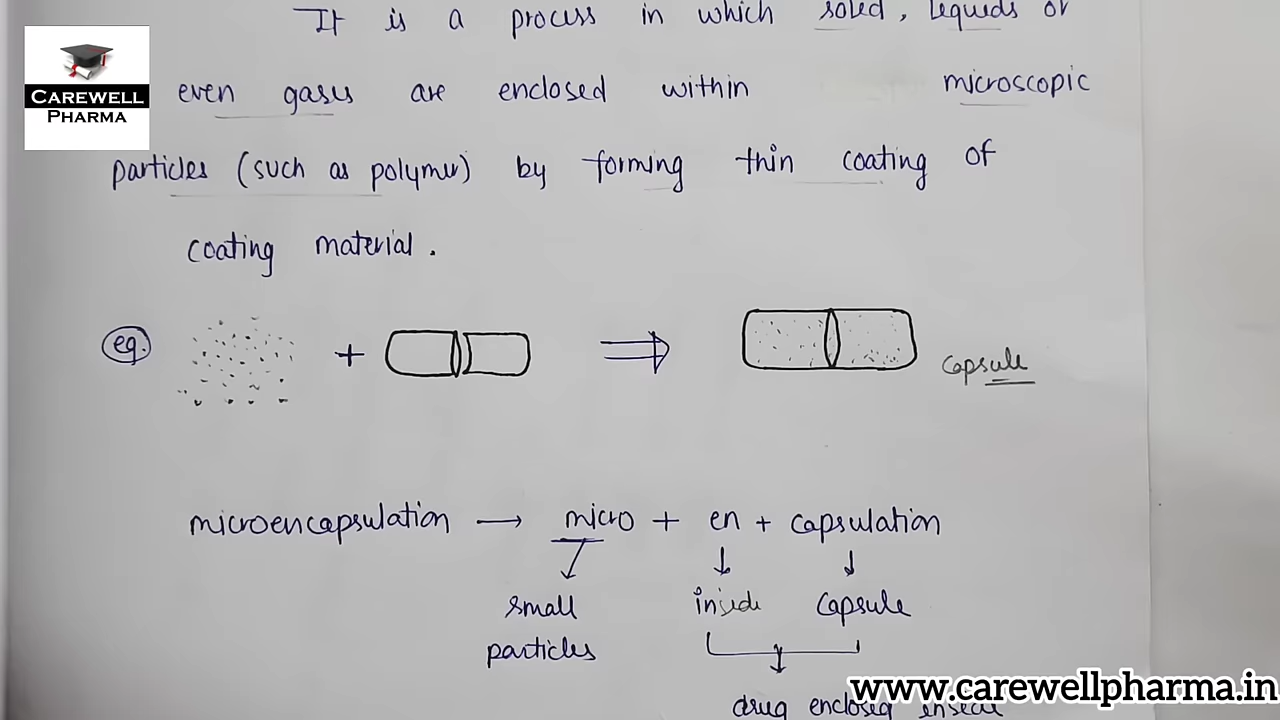 It is a process in which soled, lequeds or
CAREWELL
PHARMA
even gases are enclosed within microscopic
particles (such as polymer) by forming thin coating of
coating material.
eg. + ⇒ capsule
microencapsulation → micro + en + capsulation
small inside capsule
particles
www.carewellpharma.in
drug enclosed inside